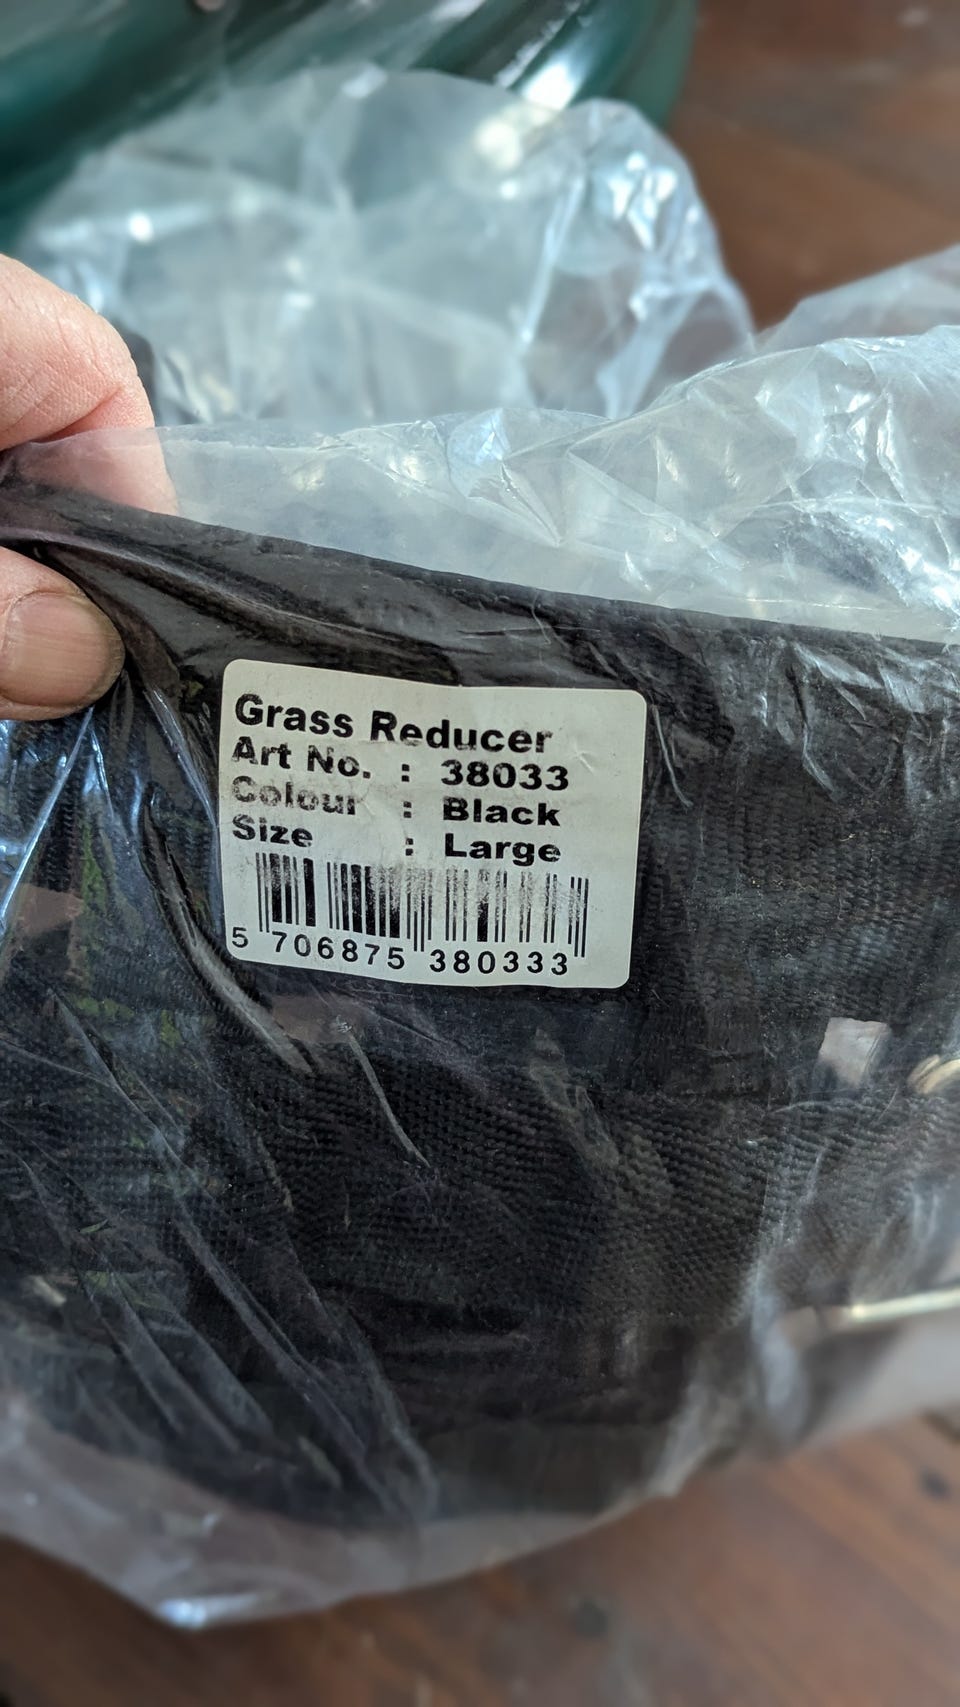 Grass Reducer
Art No. : 38033
Colour : Black
Size : Large
5 706875 380333